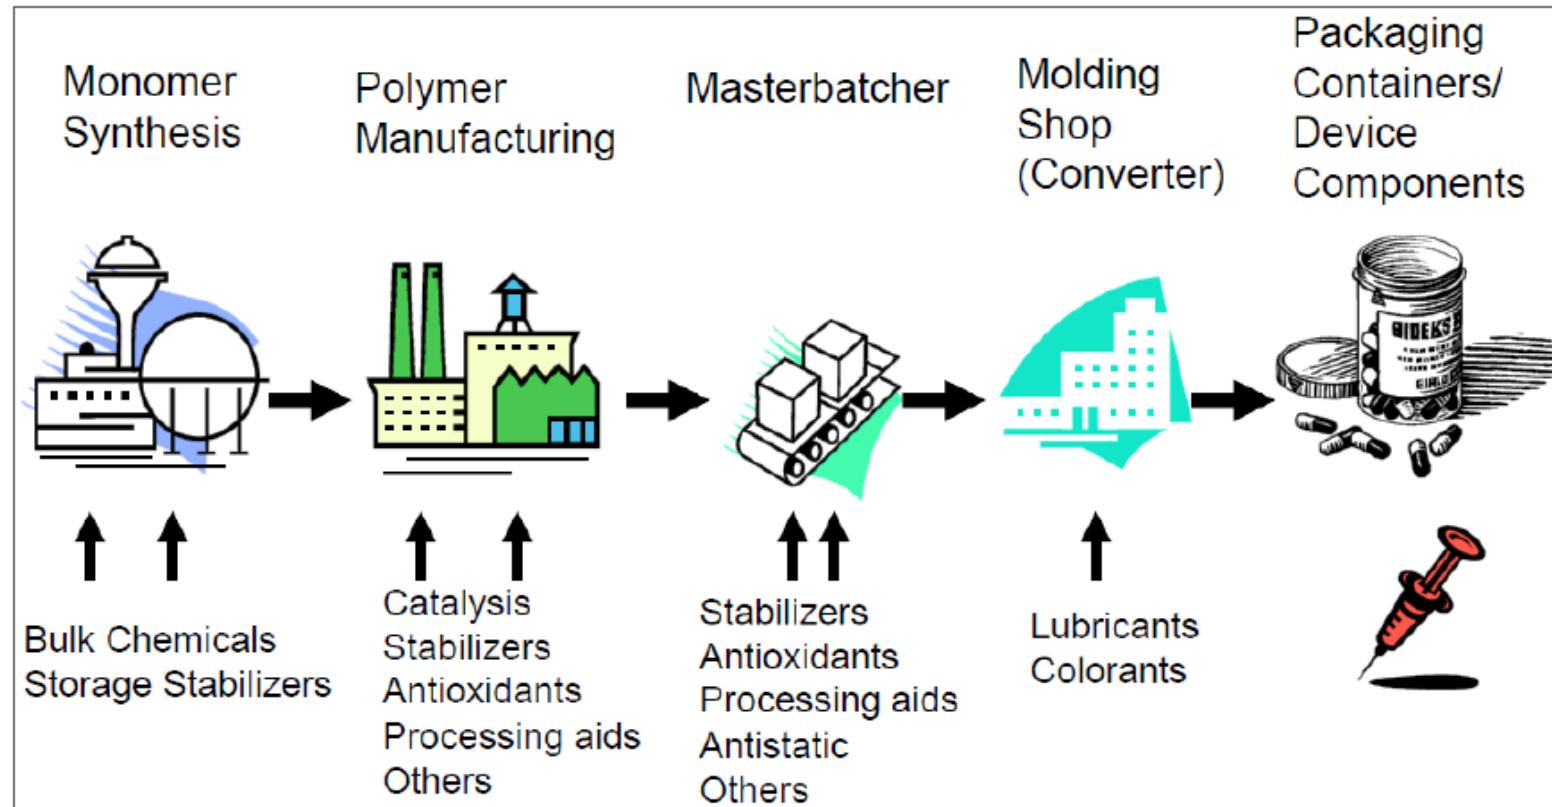 Monomer
Synthesis
Polymer
Manufacturing
Masterbatcher
Molding
Shop
(Converter)
Packaging
Containers/
Device
Components
Bulk Chemicals
Storage Stabilizers
Catalysis
Stabilizers
Antioxidants
Processing aids
Others
Stabilizers
Antioxidants
Processing aids
Antistatic
Others
Lubricants
Colorants